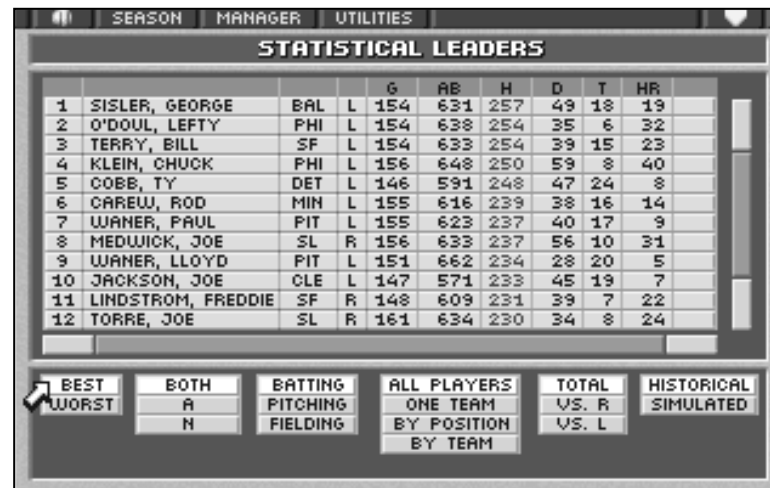 SEASON MANAGER UTILITIES
STATISTICAL LEADERS
G AB H D T HR
1 SISLER, GEORGE BAL L 154 631 257 49 18 19
2 O'DOUL, LEFTY PHI L 154 638 254 35 6 32
3 TERRY, BILL SF L 154 633 254 39 15 23
4 KLEIN, CHUCK PHI L 156 648 250 59 8 40
5 COBB, TY DET L 146 591 248 47 24 8
6 CAREW, ROD MIN L 155 616 239 38 16 14
7 WANER, PAUL PIT L 155 623 237 40 17 9
8 MEDWICK, JOE SL R 156 633 237 56 10 31
9 WANER, LLOYD PIT L 151 662 234 28 20 5
10 JACKSON, JOE CLE L 147 571 233 45 19 7
11 LINDSTROM, FREDDIE SF R 148 609 231 39 7 22
12 TORRE, JOE SL R 161 634 230 34 8 24
BEST BOTH BATTING ALL PLAYERS TOTAL HISTORICAL
WORST A PITCHING ONE TEAM VS. R SIMULATED
N FIELDING BY POSITION VS. L
BY TEAM